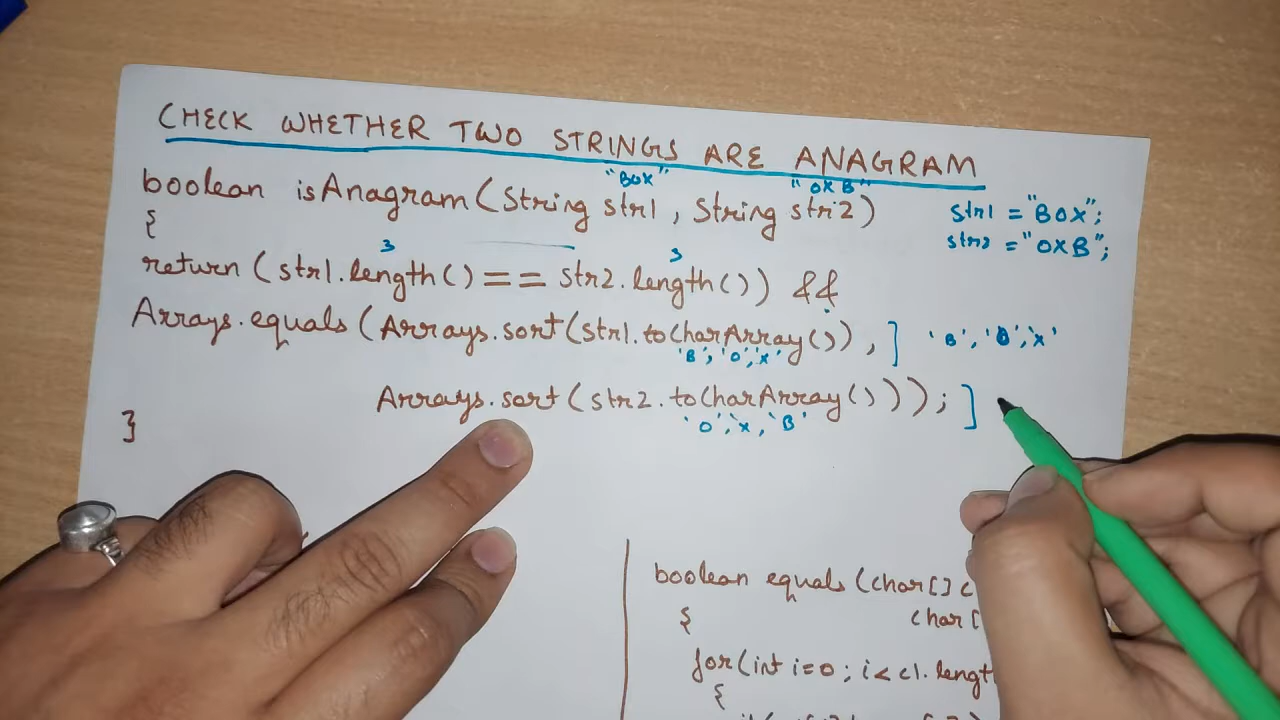 CHECK WHETHER TWO STRINGS ARE ANAGRAM
"BOX" "OXB"
boolean isAnagram(String str1, String str2)
str1 = "BOX";
{
str2 = "OXB";
3 3
return (str1.length() == str2.length()) &&
Arrays.equals(Arrays.sort(str1.toCharArray()), ] 'B','O','X'
'B','O','X'
Arrays.sort(str2.toCharArray())); ]
'O','X','B'
}
boolean equals(char[] c
{ char[
for(int i=0; i<c1.lengt
{